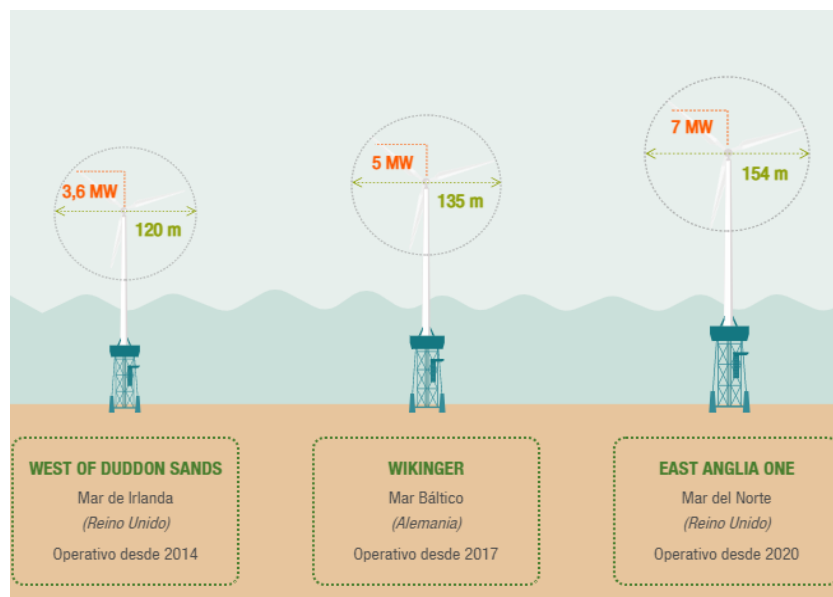 3,6 MW
120 m
5 MW
135 m
7 MW
154 m
WEST OF DUDDON SANDS
Mar de Irlanda
(Reino Unido)
Operativo desde 2014
WIKINGER
Mar Báltico
(Alemania)
Operativo desde 2017
EAST ANGLIA ONE
Mar del Norte
(Reino Unido)
Operativo desde 2020